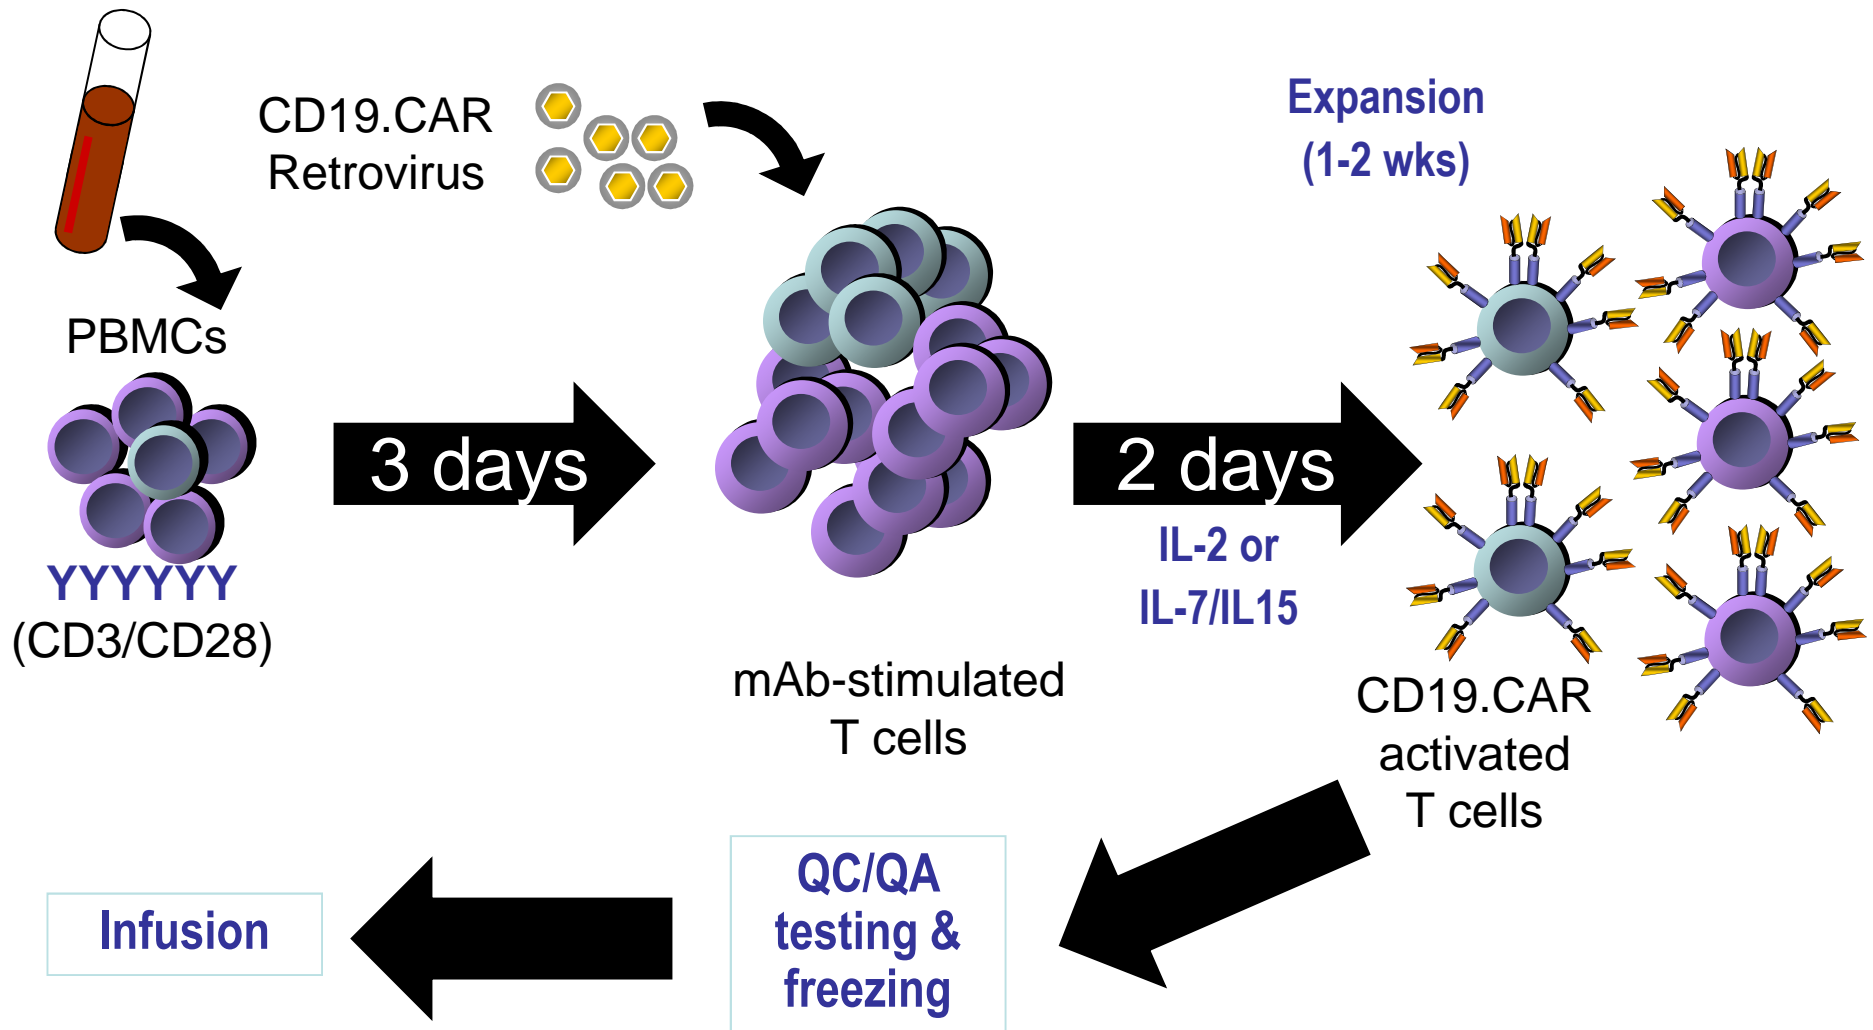 CD19.CAR
Retrovirus
Expansion
(1-2 wks)
PBMCs
YYYYYY
(CD3/CD28)
3 days
mAb-stimulated
T cells
2 days
IL-2 or
IL-7/IL15
CD19.CAR
activated
T cells
QC/QA
testing &
freezing
Infusion